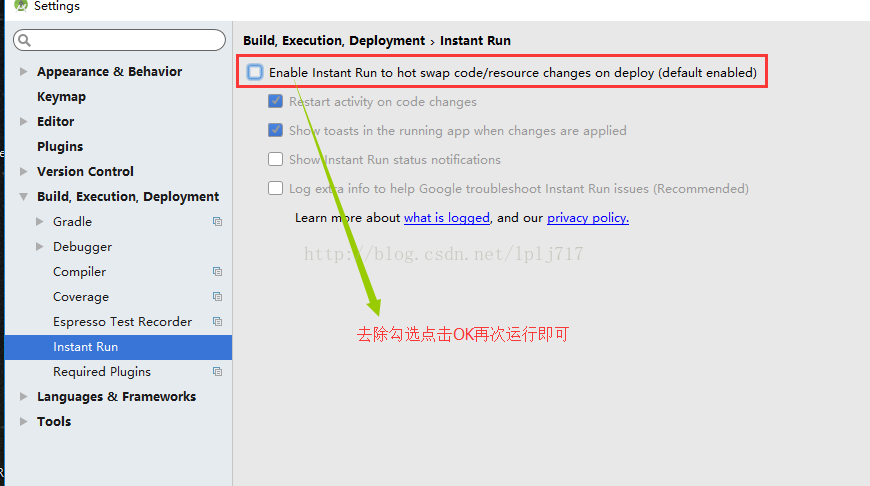 Settings
Build, Execution, Deployment › Instant Run
Enable Instant Run to hot swap code/resource changes on deploy (default enabled)
Restart activity on code changes
Show toasts in the running app when changes are applied
Show Instant Run status notifications
Log extra info to help Google troubleshoot Instant Run issues (Recommended)
Learn more about what is logged, and our privacy policy.
http://blog.csdn.net/lplj717
去除勾选点击OK再次运行即可
Appearance & Behavior
Keymap
Editor
Plugins
Version Control
Build, Execution, Deployment
Gradle
Debugger
Compiler
Coverage
Espresso Test Recorder
Instant Run
Required Plugins
Languages & Frameworks
Tools